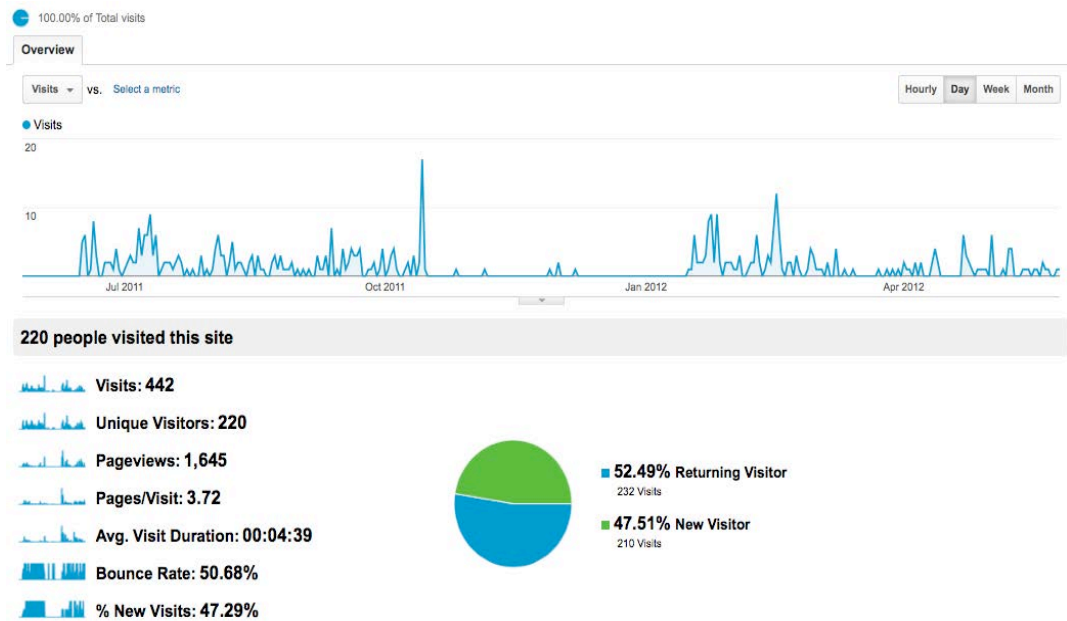 100.00% of Total visits
Overview
Visits vs. Select a metric Hourly Day Week Month
Visits
20
10
Jul 2011 Oct 2011 Jan 2012 Apr 2012
220 people visited this site
Visits: 442
Unique Visitors: 220
Pageviews: 1,645
Pages/Visit: 3.72
Avg. Visit Duration: 00:04:39
Bounce Rate: 50.68%
% New Visits: 47.29%
52.49% Returning Visitor
232 Visits
47.51% New Visitor
210 Visits